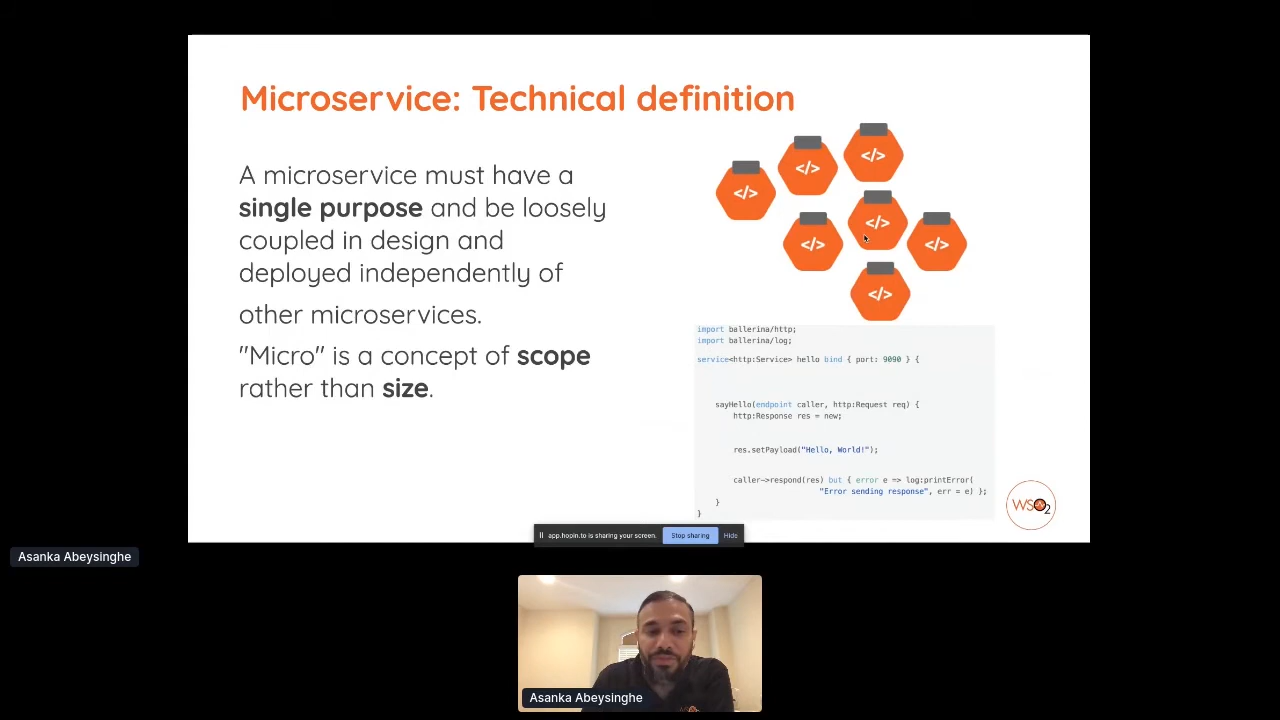 Microservice: Technical definition
A microservice must have a
single purpose and be loosely
coupled in design and
deployed independently of
other microservices.
"Micro" is a concept of scope
rather than size.
</>
</>
</>
</>
</>
</>
</>
import ballerina/http;
import ballerina/log;
service<http:Service> hello bind { port: 9090 } {
sayHello(endpoint caller, http:Request req) {
http:Response res = new;
res.setPayload("Hello, World!");
caller->respond(res) but { error e => log:printError(
"Error sending response", err = e) };
}
}
WSO2
app.hopin.to is sharing your screen.
Stop sharing
Hide
Asanka Abeysinghe
Asanka Abeysinghe